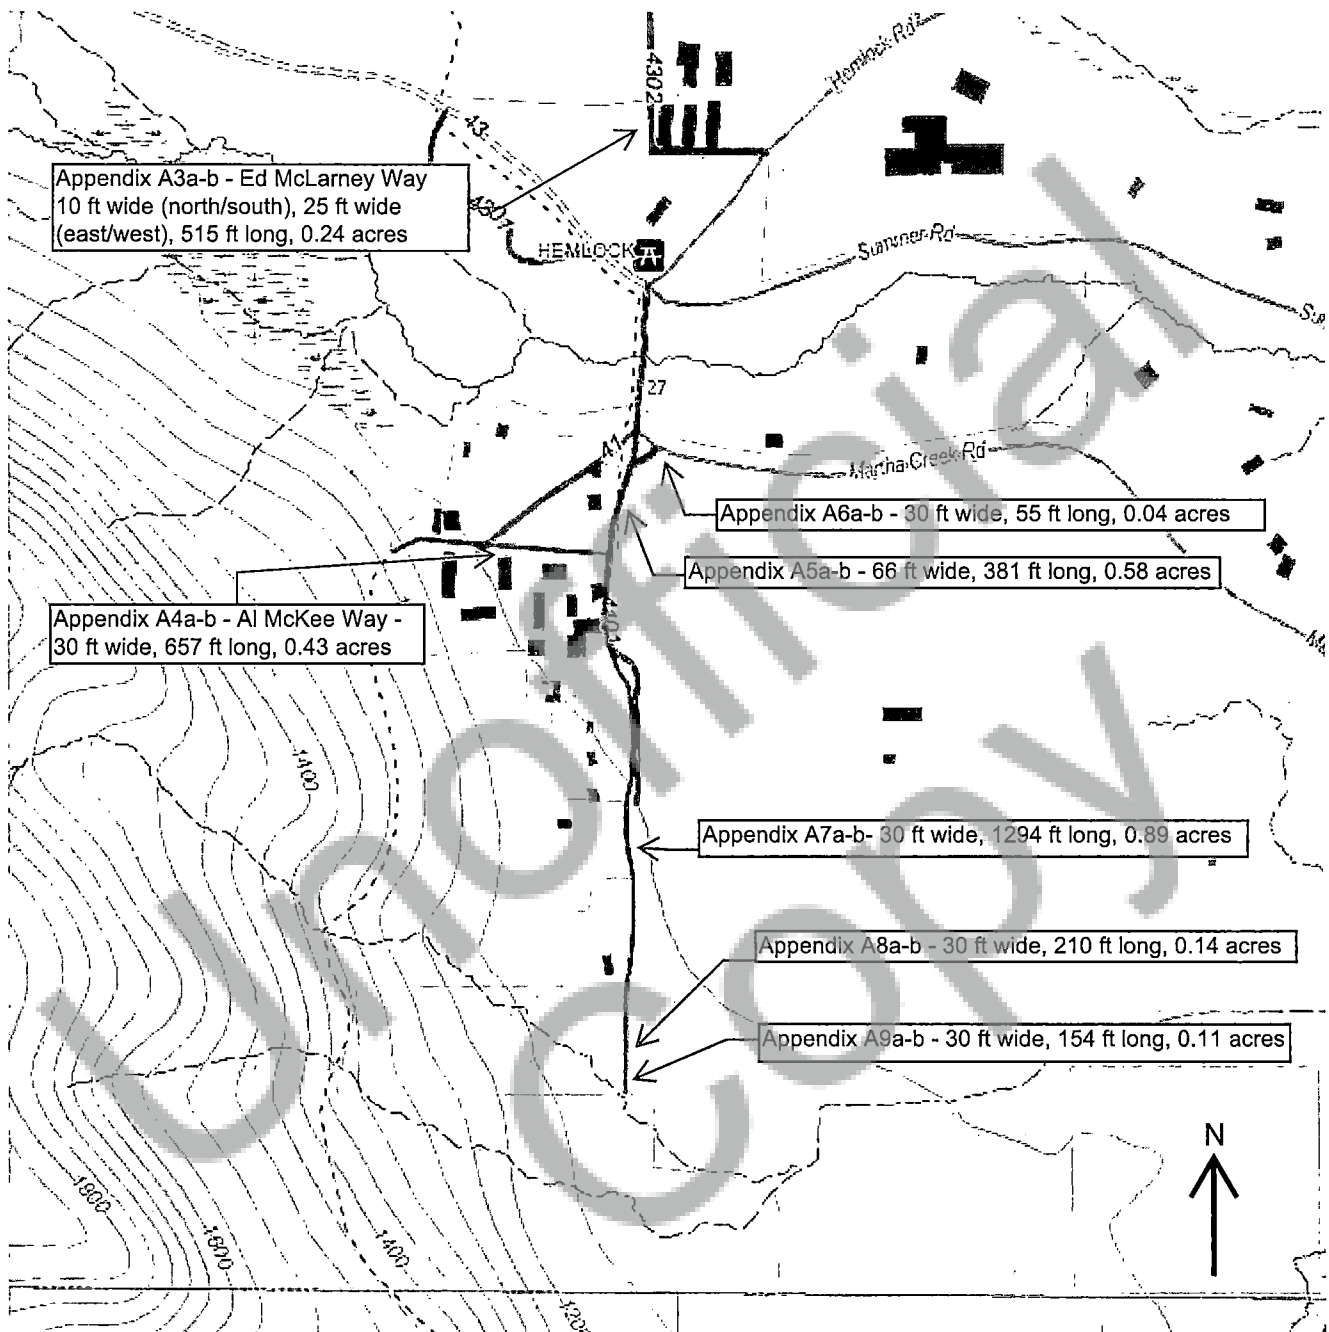 Hemlock Rd
4302
43
Appendix A3a-b - Ed McLarney Way
10 ft wide (north/south), 25 ft wide
(east/west), 515 ft long, 0.24 acres
HEMLOCK
Sumner Rd
27
41
Martha Creek Rd
Appendix A6a-b - 30 ft wide, 55 ft long, 0.04 acres
Appendix A5a-b - 66 ft wide, 381 ft long, 0.58 acres
Appendix A4a-b - Al McKee Way -
30 ft wide, 657 ft long, 0.43 acres
4101
1400
Appendix A7a-b- 30 ft wide, 1294 ft long, 0.89 acres
Appendix A8a-b - 30 ft wide, 210 ft long, 0.14 acres
Appendix A9a-b - 30 ft wide, 154 ft long, 0.11 acres
N
1800
1600
1400
1200
Unofficial
Copy